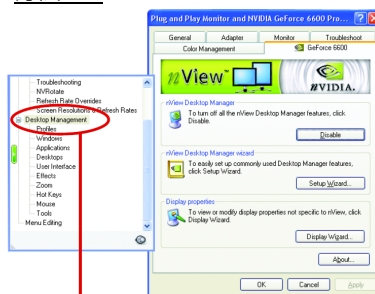 Plug and Play Monitor and NVIDIA GeForce 6600 Pro...
General
Adapter
Monitor
Troubleshoot
Color Management
GeForce 6600
nView
NVIDIA.
nView Desktop Manager
To turn off all the nView Desktop Manager features, click
Disable.
Disable
nView Desktop Manager wizard
To easily set up commonly used Desktop Manager features,
click Setup Wizard.
Setup Wizard...
Display properties
To view or modify display properties not specific to nView, click
Display Wizard.
Display Wizard...
About...
OK
Cancel
Apply
Troubleshooting
NVRotate
Refresh Rate Overrides
Screen Resolutions & Refresh Rates
Desktop Management
Profiles
Windows
Applications
Desktops
User Interface
Effects
Zoom
Hot Keys
Mouse
Tools
Menu Editing